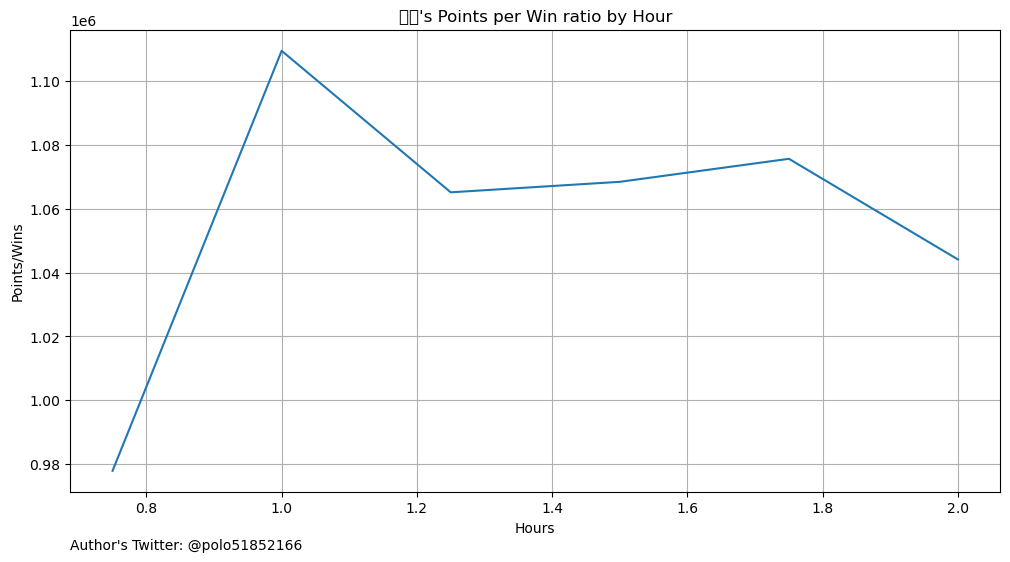 's Points per Win ratio by Hour
1e6
1.10
1.08
1.06
1.04
1.02
1.00
0.98
Points/Wins
0.8 1.0 1.2 1.4 1.6 1.8 2.0
Hours
Author's Twitter: @polo51852166